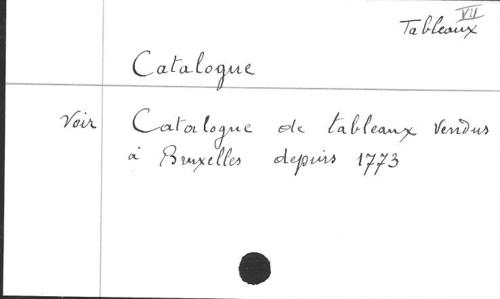 VII
Tableaux
Catalogue
Voir Catalogue de tableaux vendus
à Bruxelles depuis 1773